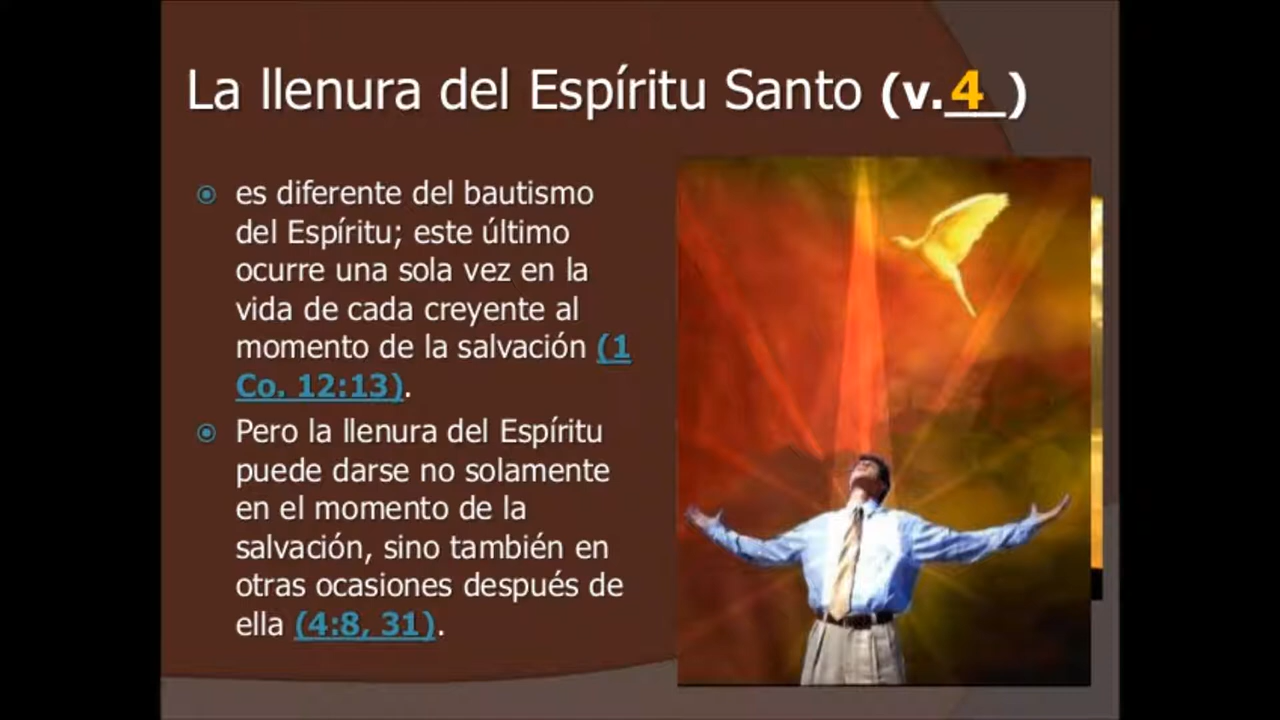 La llenura del Espíritu Santo (v.__4__)
es diferente del bautismo
del Espíritu; este último
ocurre una sola vez en la
vida de cada creyente al
momento de la salvación (1
Co. 12:13).
Pero la llenura del Espíritu
puede darse no solamente
en el momento de la
salvación, sino también en
otras ocasiones después de
ella (4:8, 31).